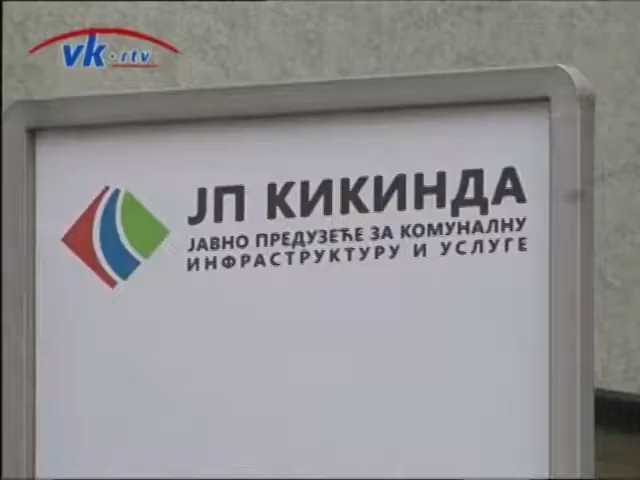 vk·rtv
ЈП КИКИНДА
ЈАВНО ПРЕДУЗЕЋЕ ЗА КОМУНАЛНУ
ИНФРАСТРУКТУРУ И УСЛУГЕ